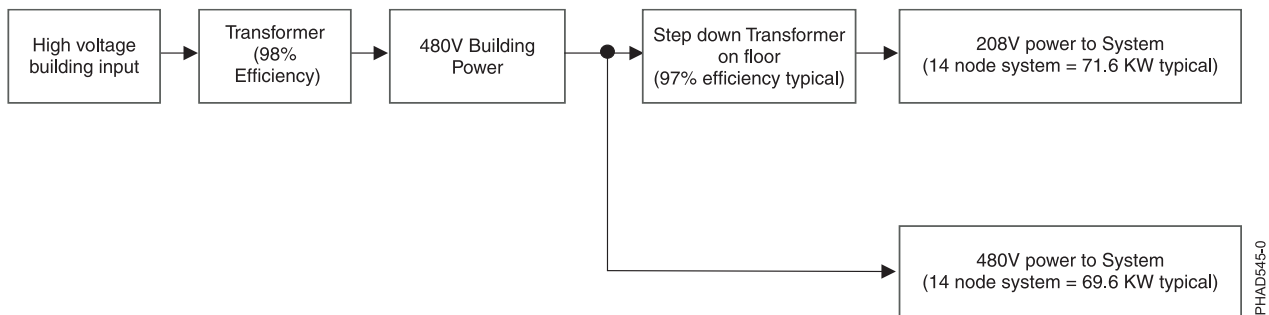 High voltage
building input
Transformer
(98%
Efficiency)
480V Building
Power
Step down Transformer
on floor
(97% efficiency typical)
208V power to System
(14 node system = 71.6 KW typical)
480V power to System
(14 node system = 69.6 KW typical)
PHAD545-0